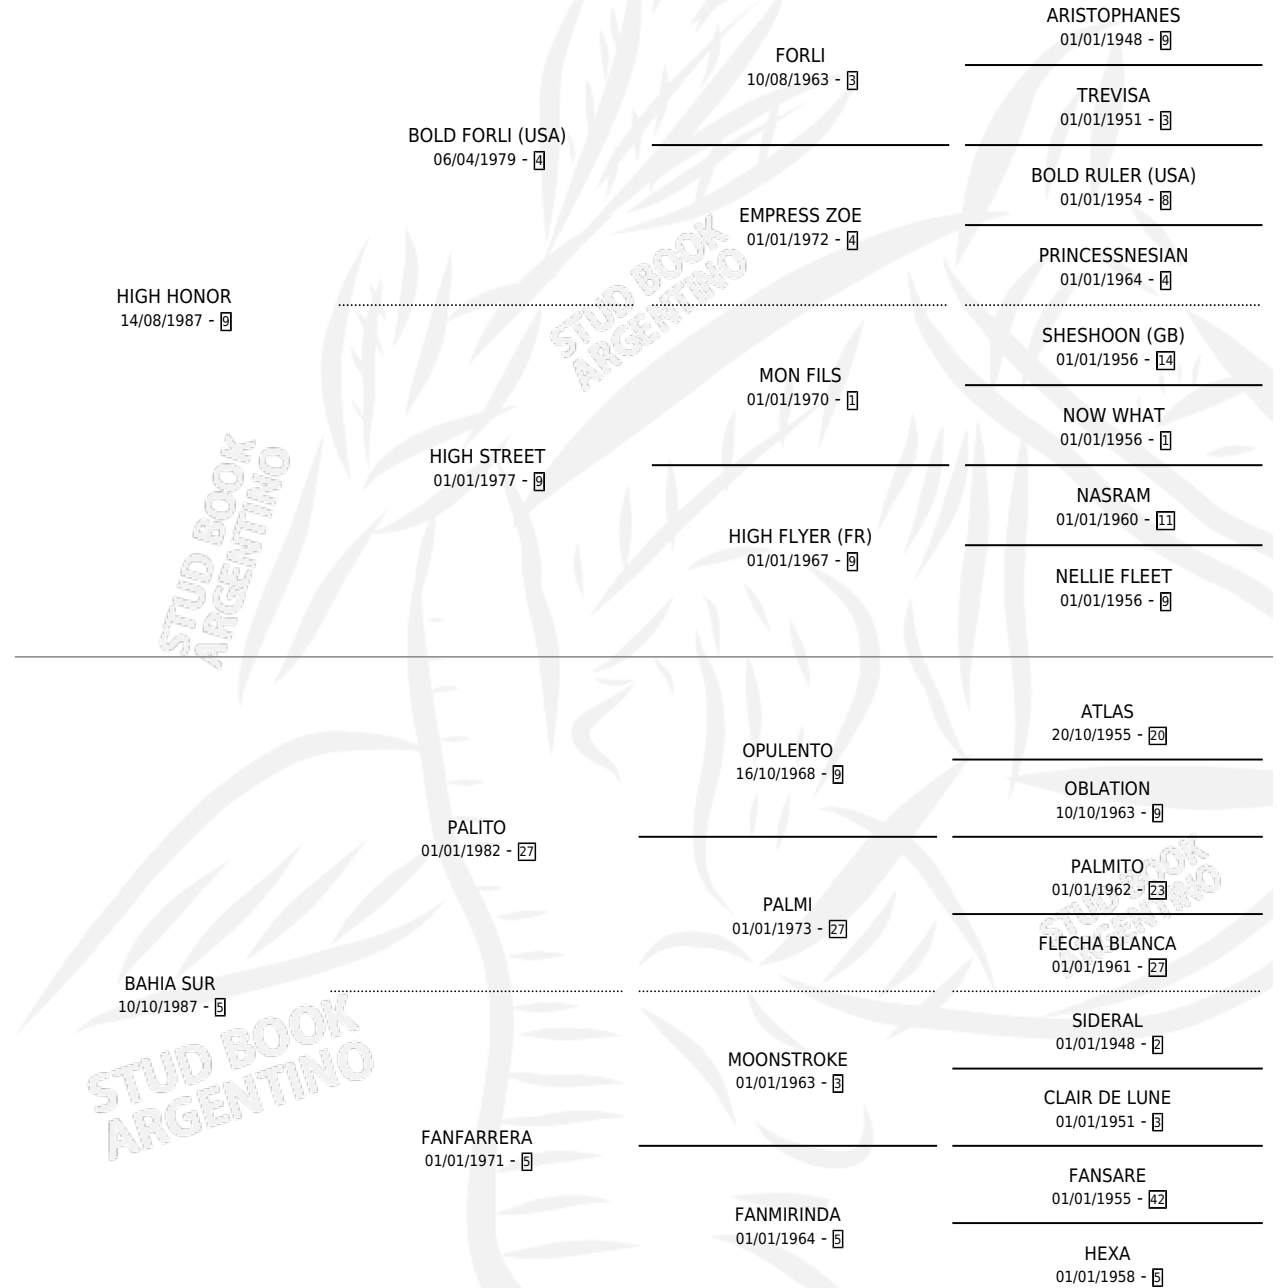 ARISTOPHANES
01/01/1948 - 9
FORLI
10/08/1963 - 3
TREVISA
01/01/1951 - 3
BOLD FORLI (USA)
06/04/1979 - 4
BOLD RULER (USA)
01/01/1954 - 8
EMPRESS ZOE
01/01/1972 - 4
PRINCESSNESIAN
01/01/1964 - 4
HIGH HONOR
14/08/1987 - 9
SHESHOON (GB)
01/01/1956 - 14
MON FILS
01/01/1970 - 1
NOW WHAT
01/01/1956 - 1
HIGH STREET
01/01/1977 - 9
NASRAM
01/01/1960 - 11
HIGH FLYER (FR)
01/01/1967 - 9
NELLIE FLEET
01/01/1956 - 9
STUD BOOK
ARGENTINO
STUD BOOK
ARGENTINO
ATLAS
20/10/1955 - 20
OPULENTO
16/10/1968 - 9
OBLATION
10/10/1963 - 9
PALITO
01/01/1982 - 27
PALMITO
01/01/1962 - 23
PALMI
01/01/1973 - 27
FLECHA BLANCA
01/01/1961 - 27
STUD BOOK
ARGENTINO
BAHIA SUR
10/10/1987 - 5
SIDERAL
01/01/1948 - 2
MOONSTROKE
01/01/1963 - 3
CLAIR DE LUNE
01/01/1951 - 3
FANFARRERA
01/01/1971 - 5
FANSARE
01/01/1955 - 42
FANMIRINDA
01/01/1964 - 5
HEXA
01/01/1958 - 5
STUD BOOK
ARGENTINO